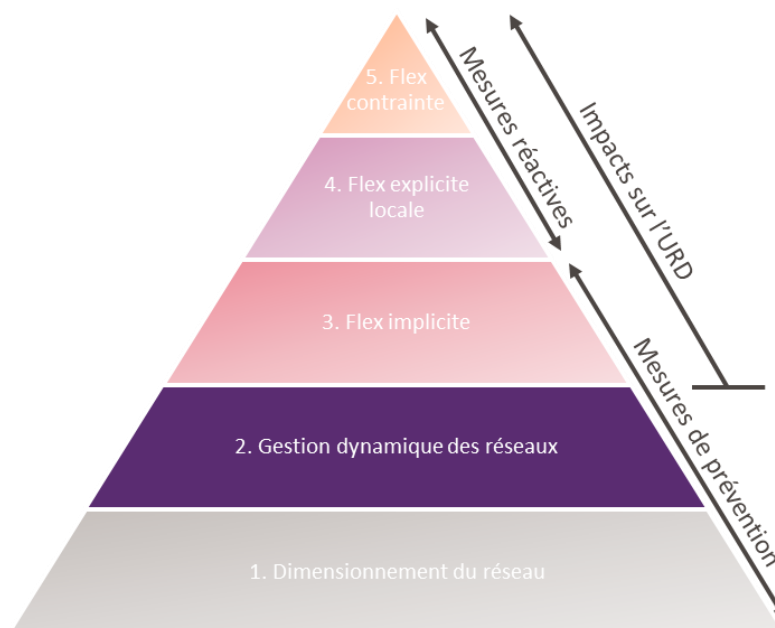 5. Flex
contrainte
4. Flex explicite
locale
3. Flex implicite
2. Gestion dynamique des réseaux
1. Dimensionnement du réseau
Mesures réactives
Impacts sur l'URD
Mesures de prévention